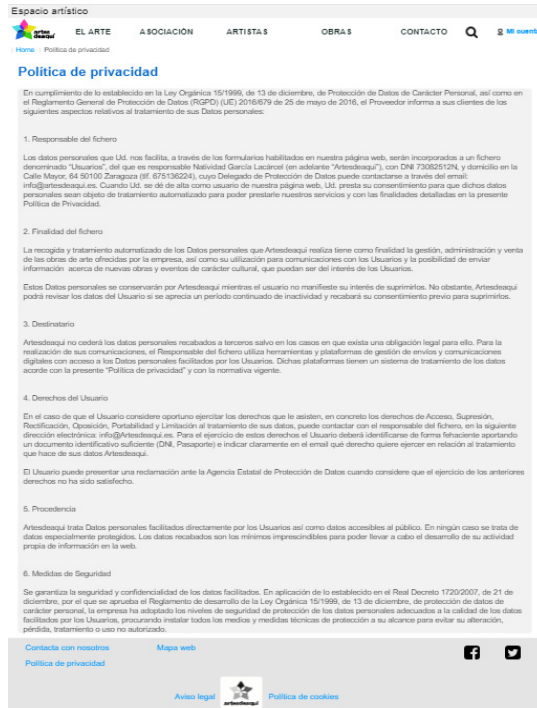 Espacio artístico
artes deaquí
EL ARTE ASOCIACIÓN ARTISTAS OBRAS CONTACTO Mi cuenta
Home Política de privacidad
Política de privacidad
En cumplimiento de lo establecido en la Ley Orgánica 15/1999, de 13 de diciembre, de Protección de Datos de Carácter Personal, así como en
el Reglamento General de Protección de Datos (RGPD) (UE) 2016/679 de 25 de mayo de 2016, el Proveedor informa a sus clientes de los
siguientes aspectos relativos al tratamiento de sus Datos personales:
1. Responsable del fichero
Los datos personales que Ud. nos facilita, a través de los formularios habilitados en nuestra página web, serán incorporados a un fichero
denominado "Usuarios", del que es responsable Natividad García Lacárcel (en adelante "Artesdeaqui"), con DNI 73082512N, y domicilio en la
Calle Mayor, 64 50100 Zaragoza (tlf. 675136224), cuyo Delegado de Protección de Datos puede contactarse a través del email:
info@artesdeaqui.es. Cuando Ud. se dé de alta como usuario de nuestra página web, Ud. presta su consentimiento para que dichos datos
personales sean objeto de tratamiento automatizado para poder prestarle nuestros servicios y con las finalidades detalladas en la presente
Política de Privacidad.
2. Finalidad del fichero
La recogida y tratamiento automatizado de los Datos personales que Artesdeaqui realiza tiene como finalidad la gestión, administración y venta
de las obras de arte ofrecidas por la empresa, así como su utilización para comunicaciones con los Usuarios y la posibilidad de enviar
información acerca de nuevas obras y eventos de carácter cultural, que puedan ser del interés de los Usuarios.
Estos Datos personales se conservarán por Artesdeaqui mientras el usuario no manifieste su interés de suprimirlos. No obstante, Artesdeaqui
podrá revisar los datos del Usuario si se aprecia un período continuado de inactividad y recabará su consentimiento previo para suprimirlos.
3. Destinatario
Artesdeaqui no cederá los datos personales recabados a terceros salvo en los casos en que exista una obligación legal para ello. Para la
realización de sus comunicaciones, el Responsable del fichero utiliza herramientas y plataformas de gestión de envíos y comunicaciones
digitales con acceso a los Datos personales facilitados por los Usuarios. Dichas plataformas tienen un sistema de tratamiento de los datos
acorde con la presente "Política de privacidad" y con la normativa vigente.
4. Derechos del Usuario
En el caso de que el Usuario considere oportuno ejercitar los derechos que le asisten, en concreto los derechos de Acceso, Supresión,
Rectificación, Oposición, Portabilidad y Limitación al tratamiento de sus datos, puede contactar con el responsable del fichero, en la siguiente
dirección electrónica: info@Artesdeaqui.es. Para el ejercicio de estos derechos el Usuario deberá identificarse de forma fehaciente aportando
un documento identificativo suficiente (DNI, Pasaporte) e indicar claramente en el email qué derecho quiere ejercer en relación al tratamiento
que hace de sus datos Artesdeaqui.
El Usuario puede presentar una reclamación ante la Agencia Estatal de Protección de Datos cuando considere que el ejercicio de los anteriores
derechos no ha sido satisfecho.
5. Procedencia
Artesdeaqui trata Datos personales facilitados directamente por los Usuarios así como datos accesibles al público. En ningún caso se trata de
datos especialmente protegidos. Los datos recabados son los mínimos imprescindibles para poder llevar a cabo el desarrollo de su actividad
propia de información en la web.
6. Medidas de Seguridad
Se garantiza la seguridad y confidencialidad de los datos facilitados. En aplicación de lo establecido en el Real Decreto 1720/2007, de 21 de
diciembre, por el que se aprueba el Reglamento de desarrollo de la Ley Orgánica 15/1999, de 13 de diciembre, de protección de datos de
carácter personal, la empresa ha adoptado los niveles de seguridad de protección de los datos personales adecuados a la calidad de los datos
facilitados por los Usuarios, procurando instalar todos los medios y medidas técnicas de protección a su alcance para evitar su alteración,
pérdida, tratamiento o uso no autorizado.
Contacta con nosotros Mapa web
Política de privacidad
Aviso legal artesdeaquí Política de cookies